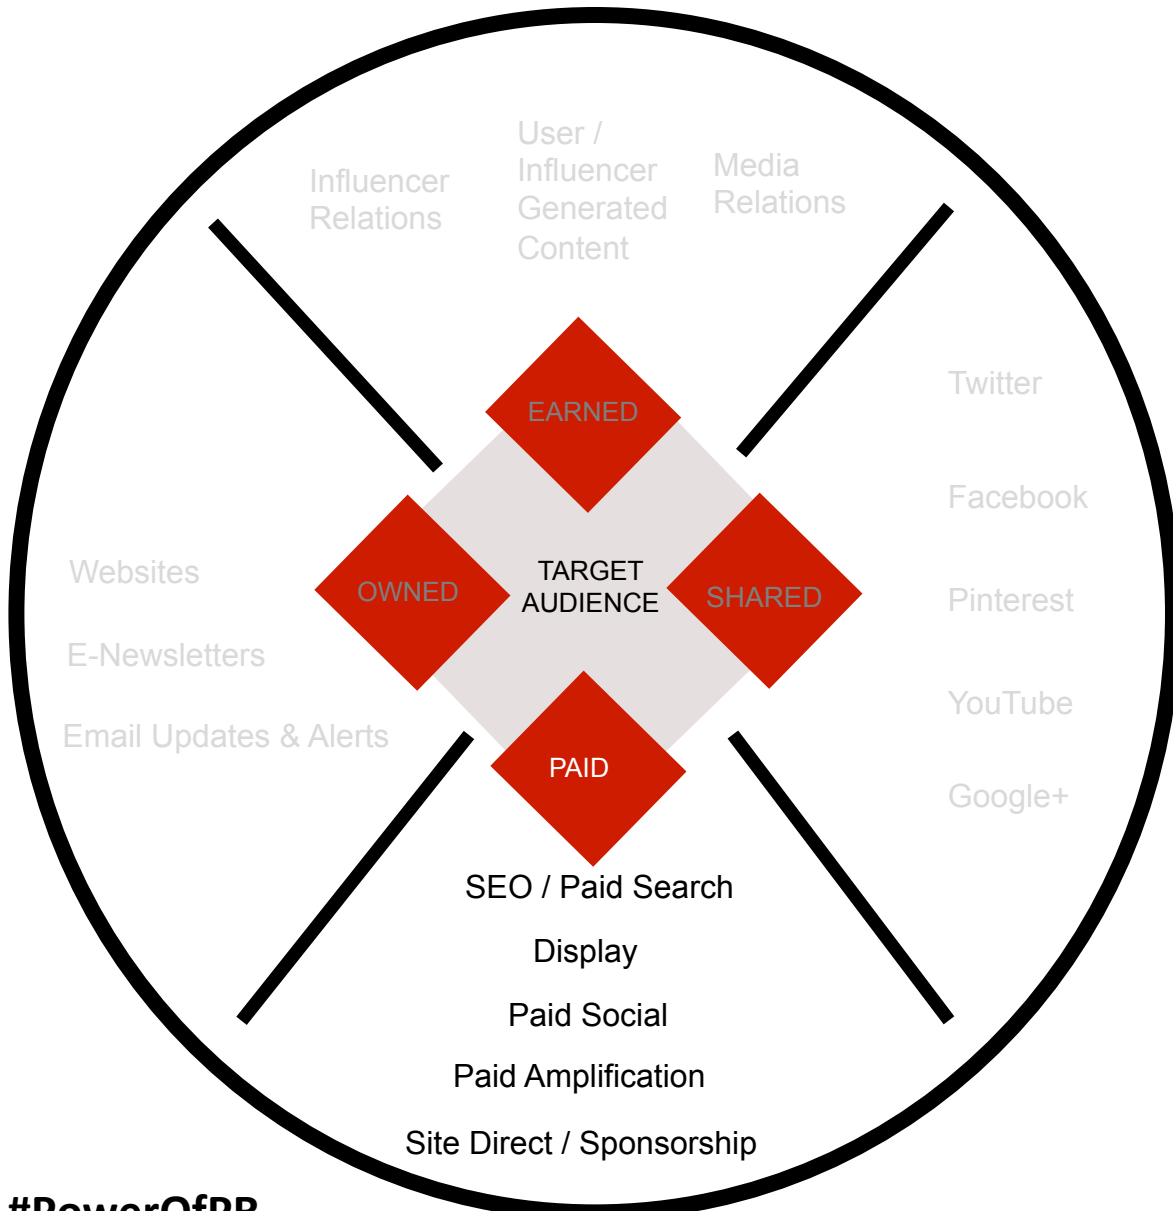 User /
Influencer
Generated
Content
Influencer
Relations
Media
Relations
EARNED
Twitter
Facebook
Pinterest
YouTube
Google+
Websites
E-Newsletters
Email Updates & Alerts
OWNED
TARGET
AUDIENCE
SHARED
PAID
SEO / Paid Search
Display
Paid Social
Paid Amplification
Site Direct / Sponsorship
#PowerOfPR